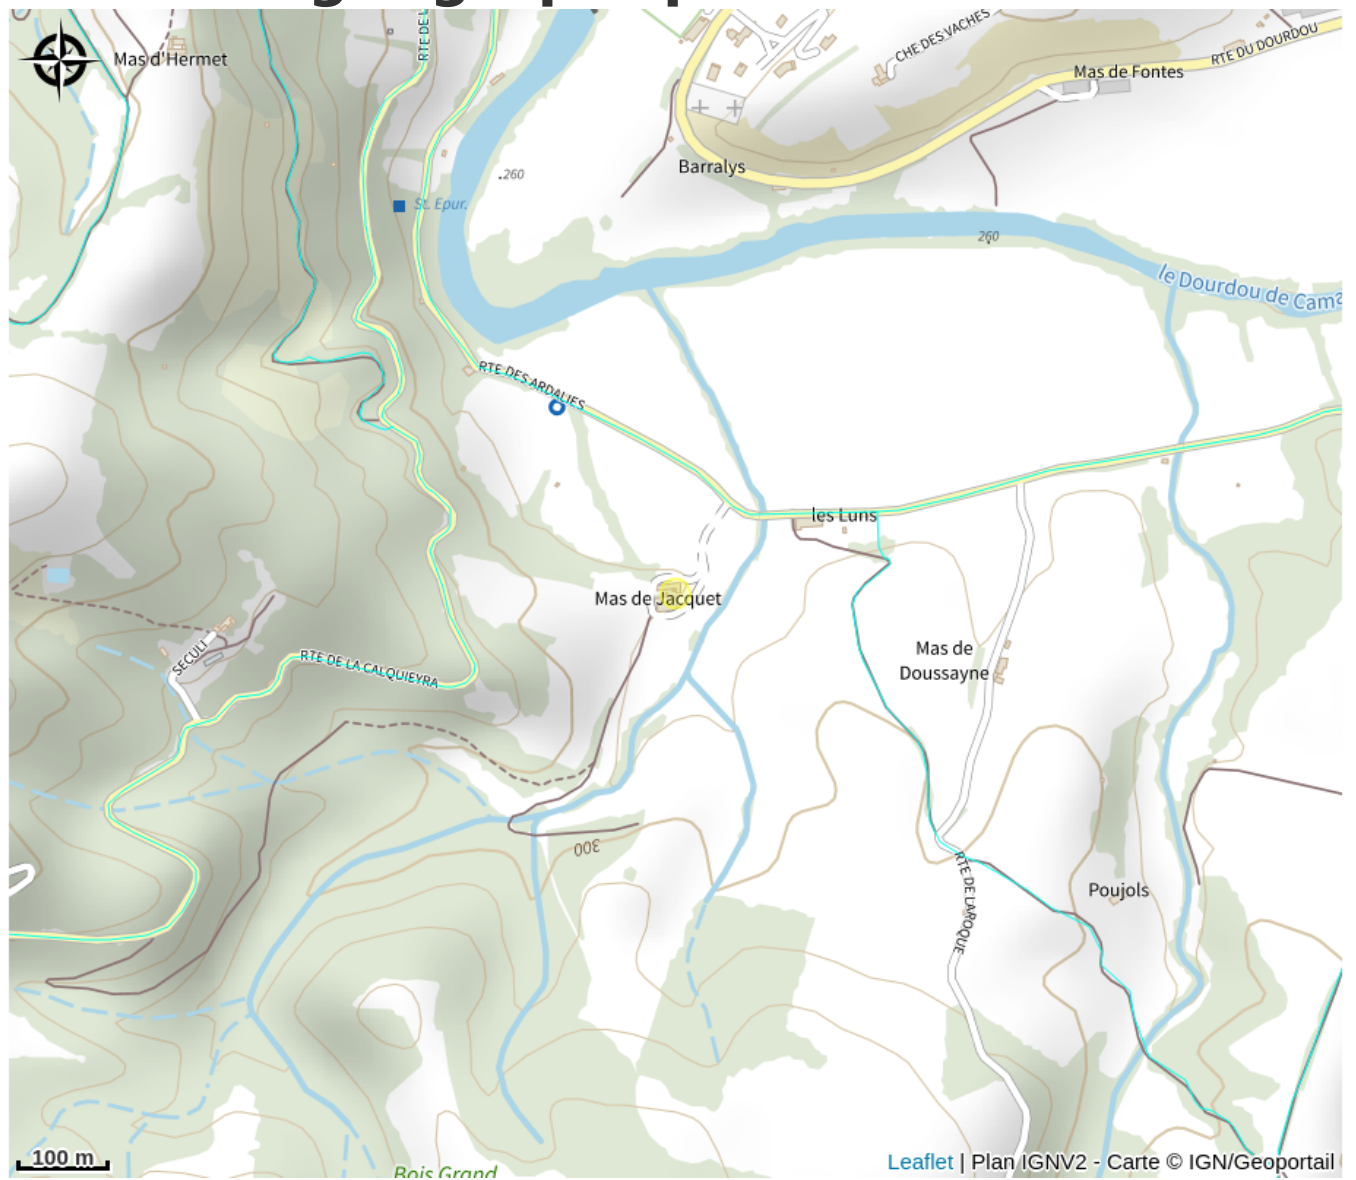 Mas d'Hermet
RTE DE L
CHE DES VACHES
RTE DU DOURDOU
Mas de Fontes
Barralys
260
St. Epur.
260
le Dourdou de Cama
RTE DES ARDALIES
les Luns
Mas de Jacquet
Mas de
Doussayne
SECULI
RTE DE LA CALQUIEYRA
300
RTE DE LAROQUE
Poujols
100 m
Bois Grand
Leaflet | Plan IGNV2 - Carte © IGN/Geoportail